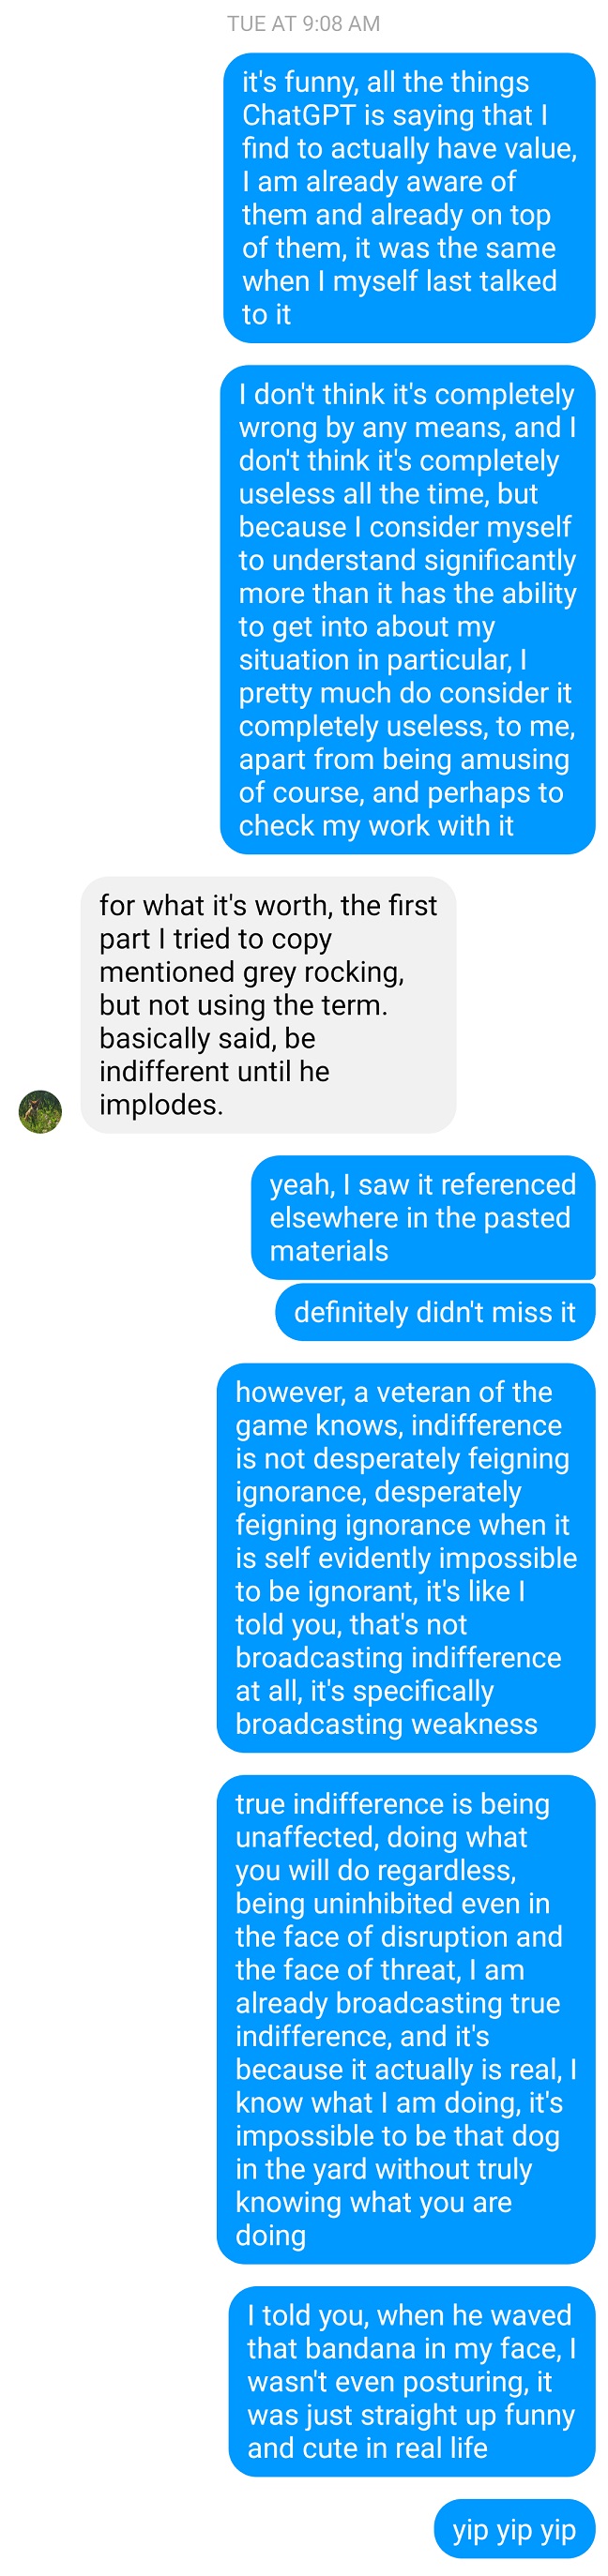 TUE AT 9:08 AM
it's funny, all the things
ChatGPT is saying that I
find to actually have value,
I am already aware of
them and already on top
of them, it was the same
when I myself last talked
to it
I don't think it's completely
wrong by any means, and I
don't think it's completely
useless all the time, but
because I consider myself
to understand significantly
more than it has the ability
to get into about my
situation in particular, I
pretty much do consider it
completely useless, to me,
apart from being amusing
of course, and perhaps to
check my work with it
for what it's worth, the first
part I tried to copy
mentioned grey rocking,
but not using the term.
basically said, be
indifferent until he
implodes.
yeah, I saw it referenced
elsewhere in the pasted
materials
definitely didn't miss it
however, a veteran of the
game knows, indifference
is not desperately feigning
ignorance, desperately
feigning ignorance when it
is self evidently impossible
to be ignorant, it's like I
told you, that's not
broadcasting indifference
at all, it's specifically
broadcasting weakness
true indifference is being
unaffected, doing what
you will do regardless,
being uninhibited even in
the face of disruption and
the face of threat, I am
already broadcasting true
indifference, and it's
because it actually is real, I
know what I am doing, it's
impossible to be that dog
in the yard without truly
knowing what you are
doing
I told you, when he waved
that bandana in my face, I
wasn't even posturing, it
was just straight up funny
and cute in real life
yip yip yip